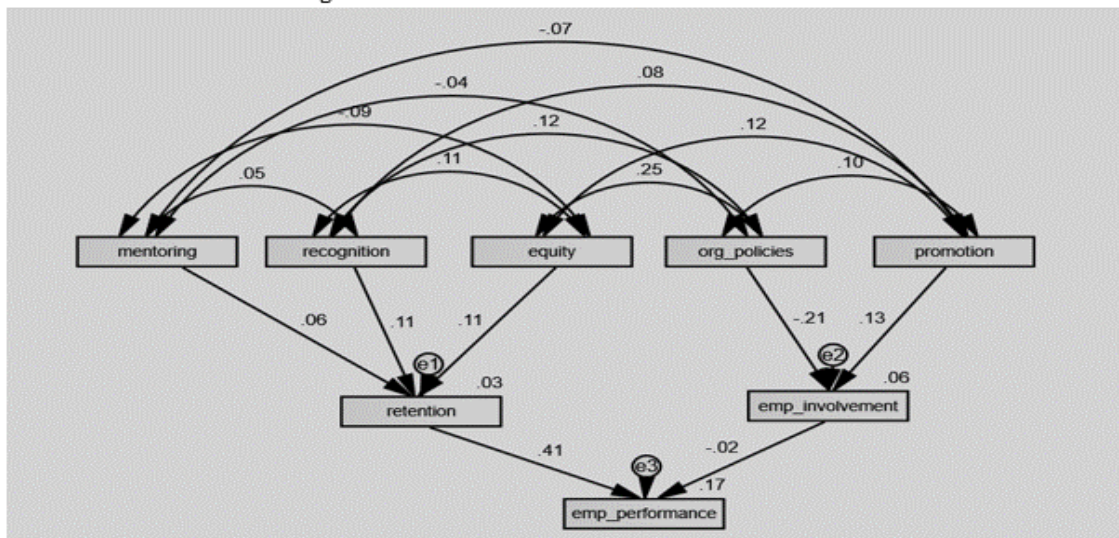 -.07
-.04
.08
-.09
.12
.12
.05
.11
.25
.10
mentoring
recognition
equity
org_policies
promotion
.06
.11
.11
-.21
.13
e1
e2
.03
.06
retention
emp_involvement
.41
-.02
e3
.17
emp_performance